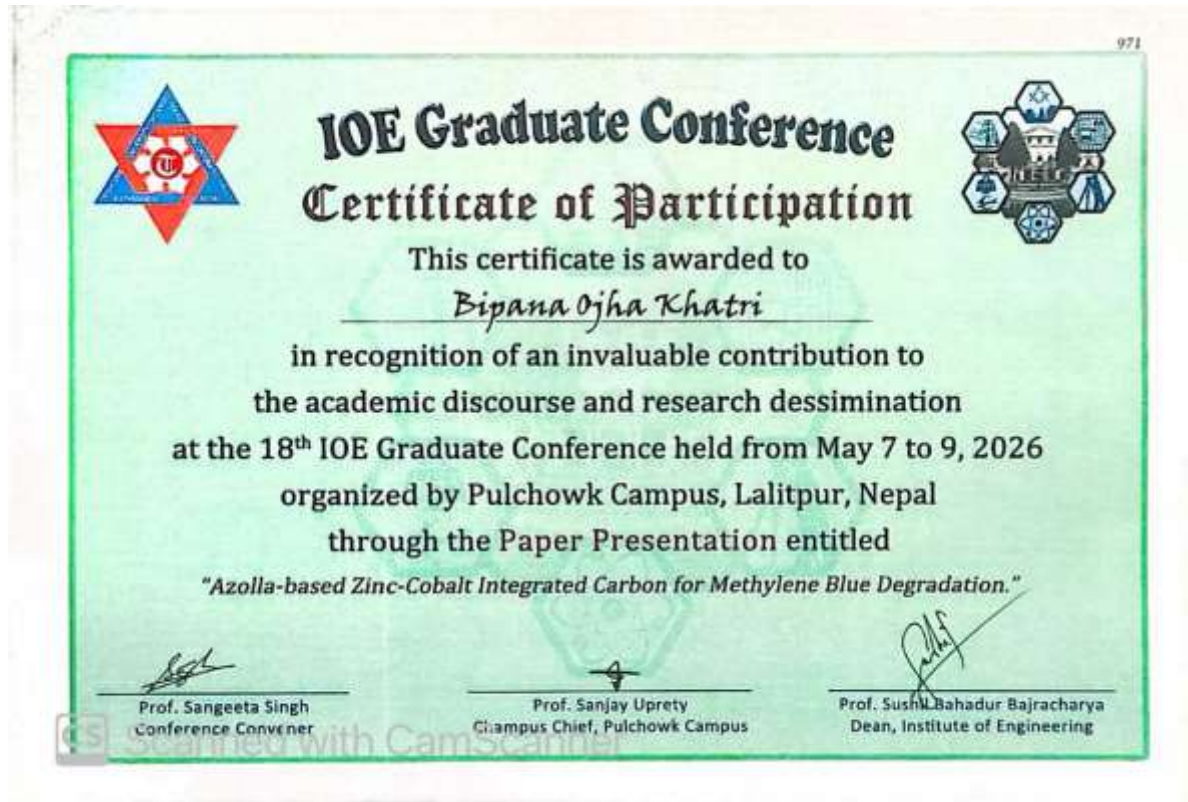 971
IOE Graduate Conference
Certificate of Participation
This certificate is awarded to
Bipana Ojha Khatri
in recognition of an invaluable contribution to
the academic discourse and research dessimination
at the 18th IOE Graduate Conference held from May 7 to 9, 2026
organized by Pulchowk Campus, Lalitpur, Nepal
through the Paper Presentation entitled
"Azolla-based Zinc-Cobalt Integrated Carbon for Methylene Blue Degradation."
Prof. Sangeeta Singh
Conference Convener
Prof. Sanjay Uprety
Campus Chief, Pulchowk Campus
Prof. Sushil Bahadur Bajracharya
Dean, Institute of Engineering
CS Scanned with CamScanner